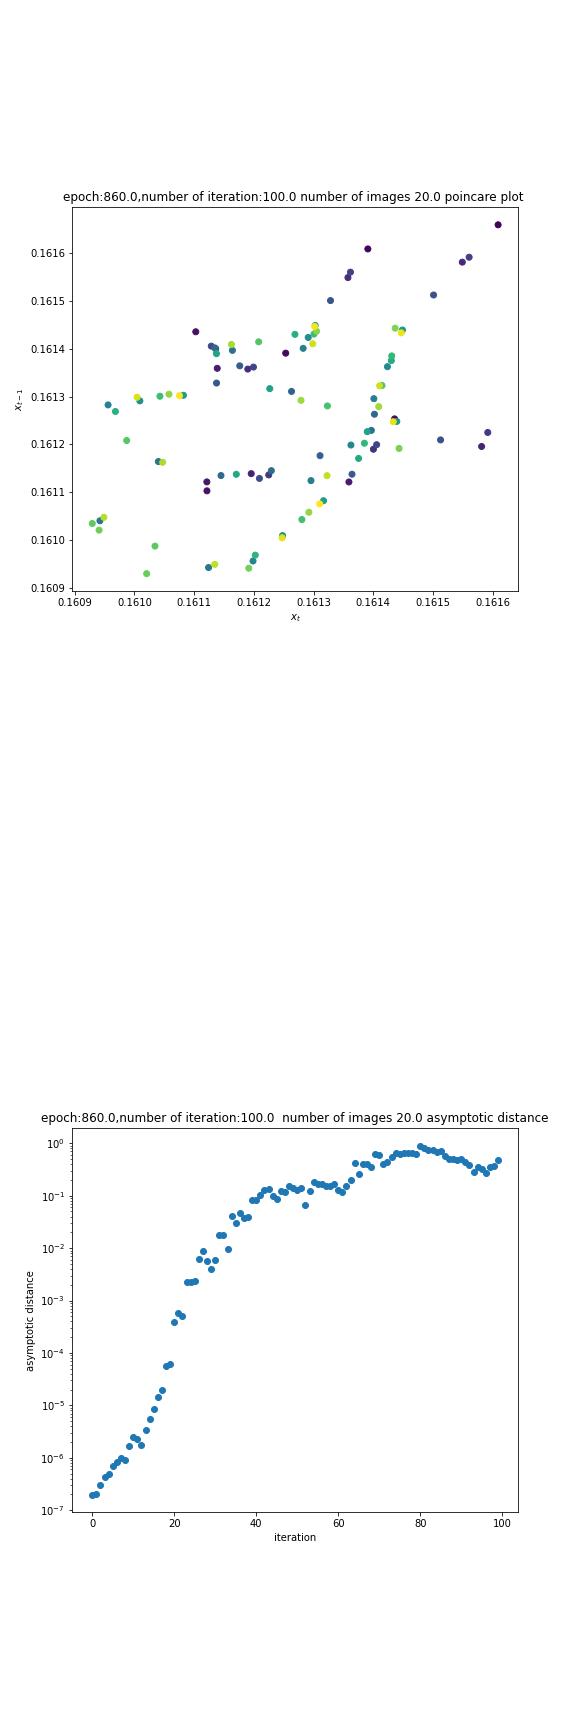 epoch:860.0,number of iteration:100.0 number of images 20.0 poincare plot
0.1616
0.1615
0.1614
0.1613
0.1612
0.1611
0.1610
0.1609
x_{t-1}
0.1609 0.1610 0.1611 0.1612 0.1613 0.1614 0.1615 0.1616
x_t
epoch:860.0,number of iteration:100.0  number of images 20.0 asymptotic distance
10^0
10^{-1}
10^{-2}
10^{-3}
10^{-4}
10^{-5}
10^{-6}
10^{-7}
asymptotic distance
0 20 40 60 80 100
iteration